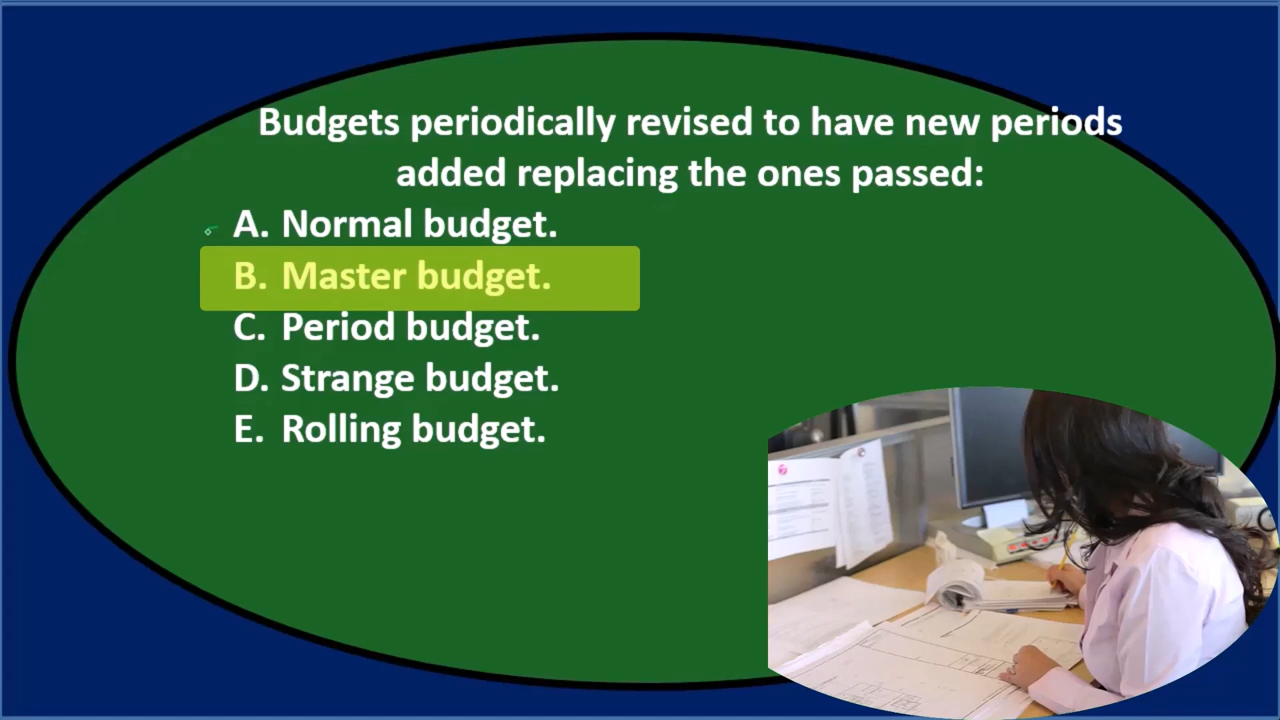 Budgets periodically revised to have new periods
added replacing the ones passed:
A. Normal budget.
B. Master budget.
C. Period budget.
D. Strange budget.
E. Rolling budget.